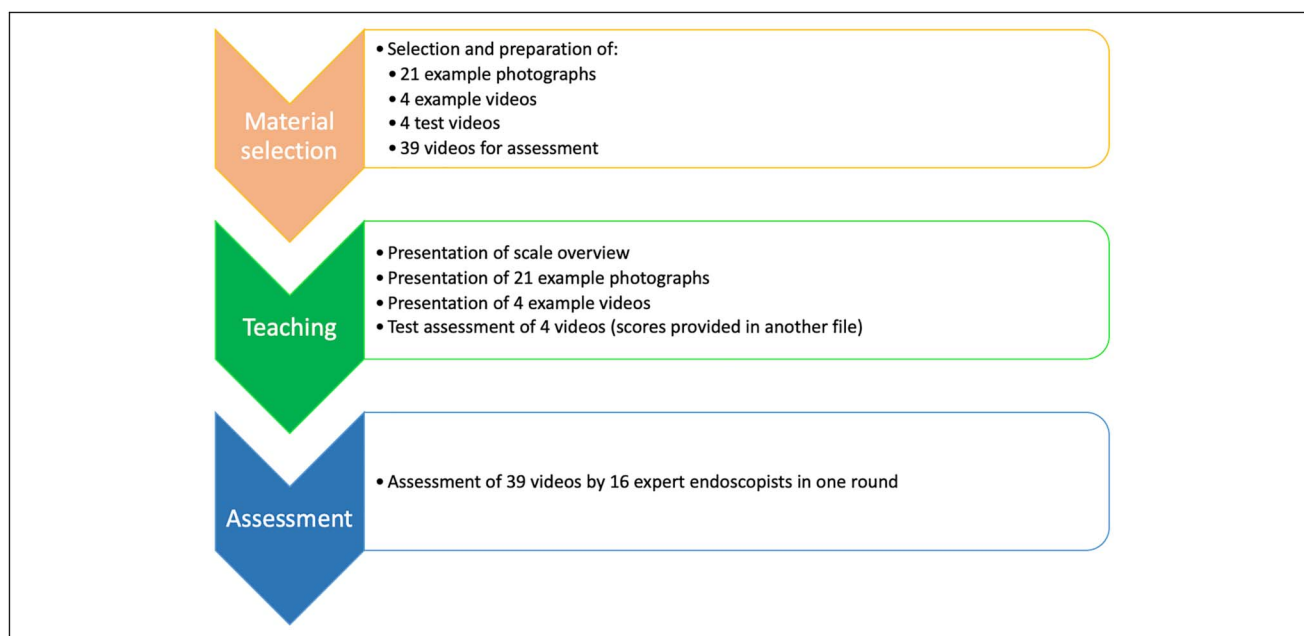 Material
selection
• Selection and preparation of:
• 21 example photographs
• 4 example videos
• 4 test videos
• 39 videos for assessment
Teaching
• Presentation of scale overview
• Presentation of 21 example photographs
• Presentation of 4 example videos
• Test assessment of 4 videos (scores provided in another file)
Assessment
• Assessment of 39 videos by 16 expert endoscopists in one round